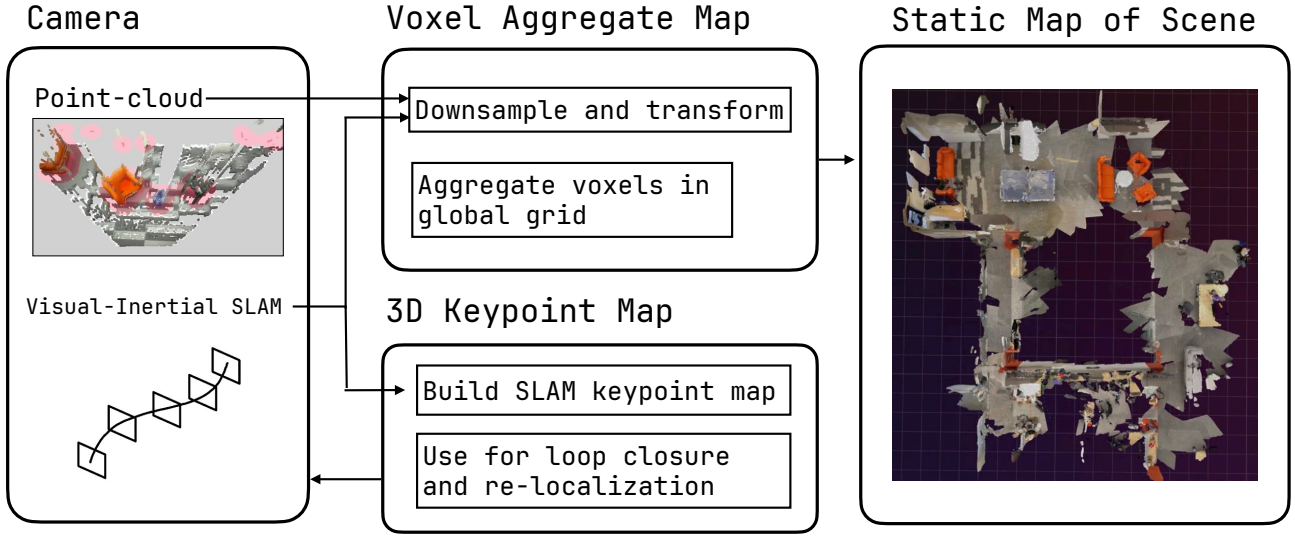 Camera
Point-cloud
Visual-Inertial SLAM
Voxel Aggregate Map
Downsample and transform
Aggregate voxels in
global grid
3D Keypoint Map
Build SLAM keypoint map
Use for loop closure
and re-localization
Static Map of Scene